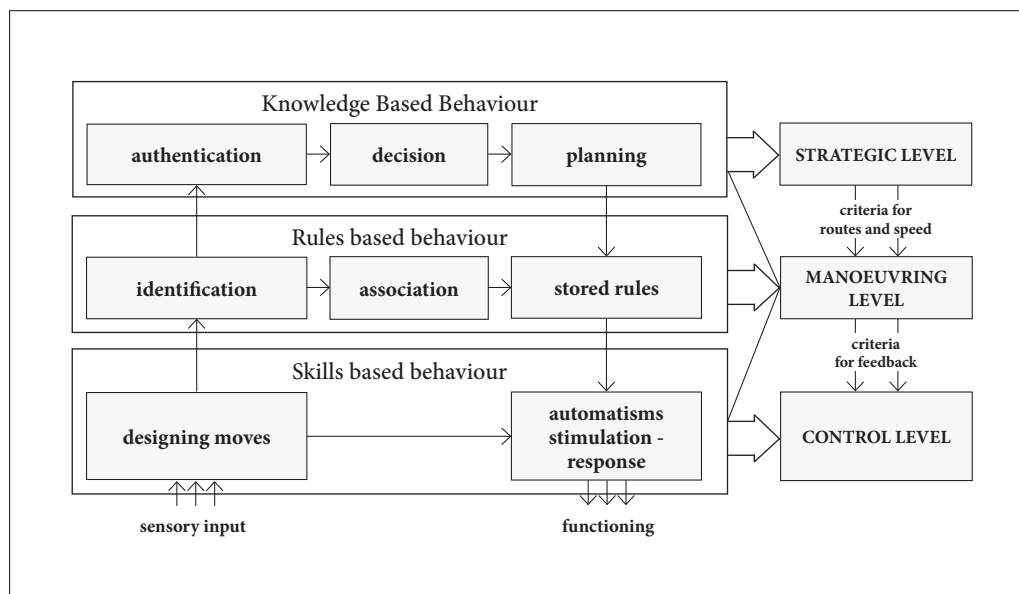 Knowledge Based Behaviour
authentication
decision
planning
STRATEGIC LEVEL
criteria for
routes and speed
Rules based behaviour
identification
association
stored rules
MANOEUVRING
LEVEL
criteria
for feedback
Skills based behaviour
designing moves
automatisms
stimulation -
response
CONTROL LEVEL
sensory input
functioning